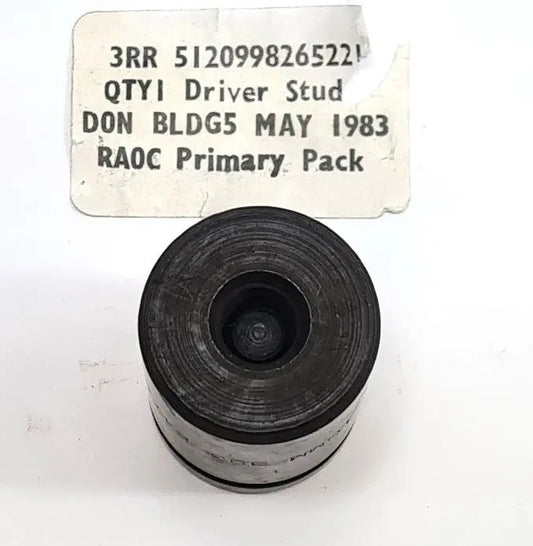 3RR 512099826522
QTY1 Driver Stud
DON BLDG5 MAY 1983
RAOC Primary Pack